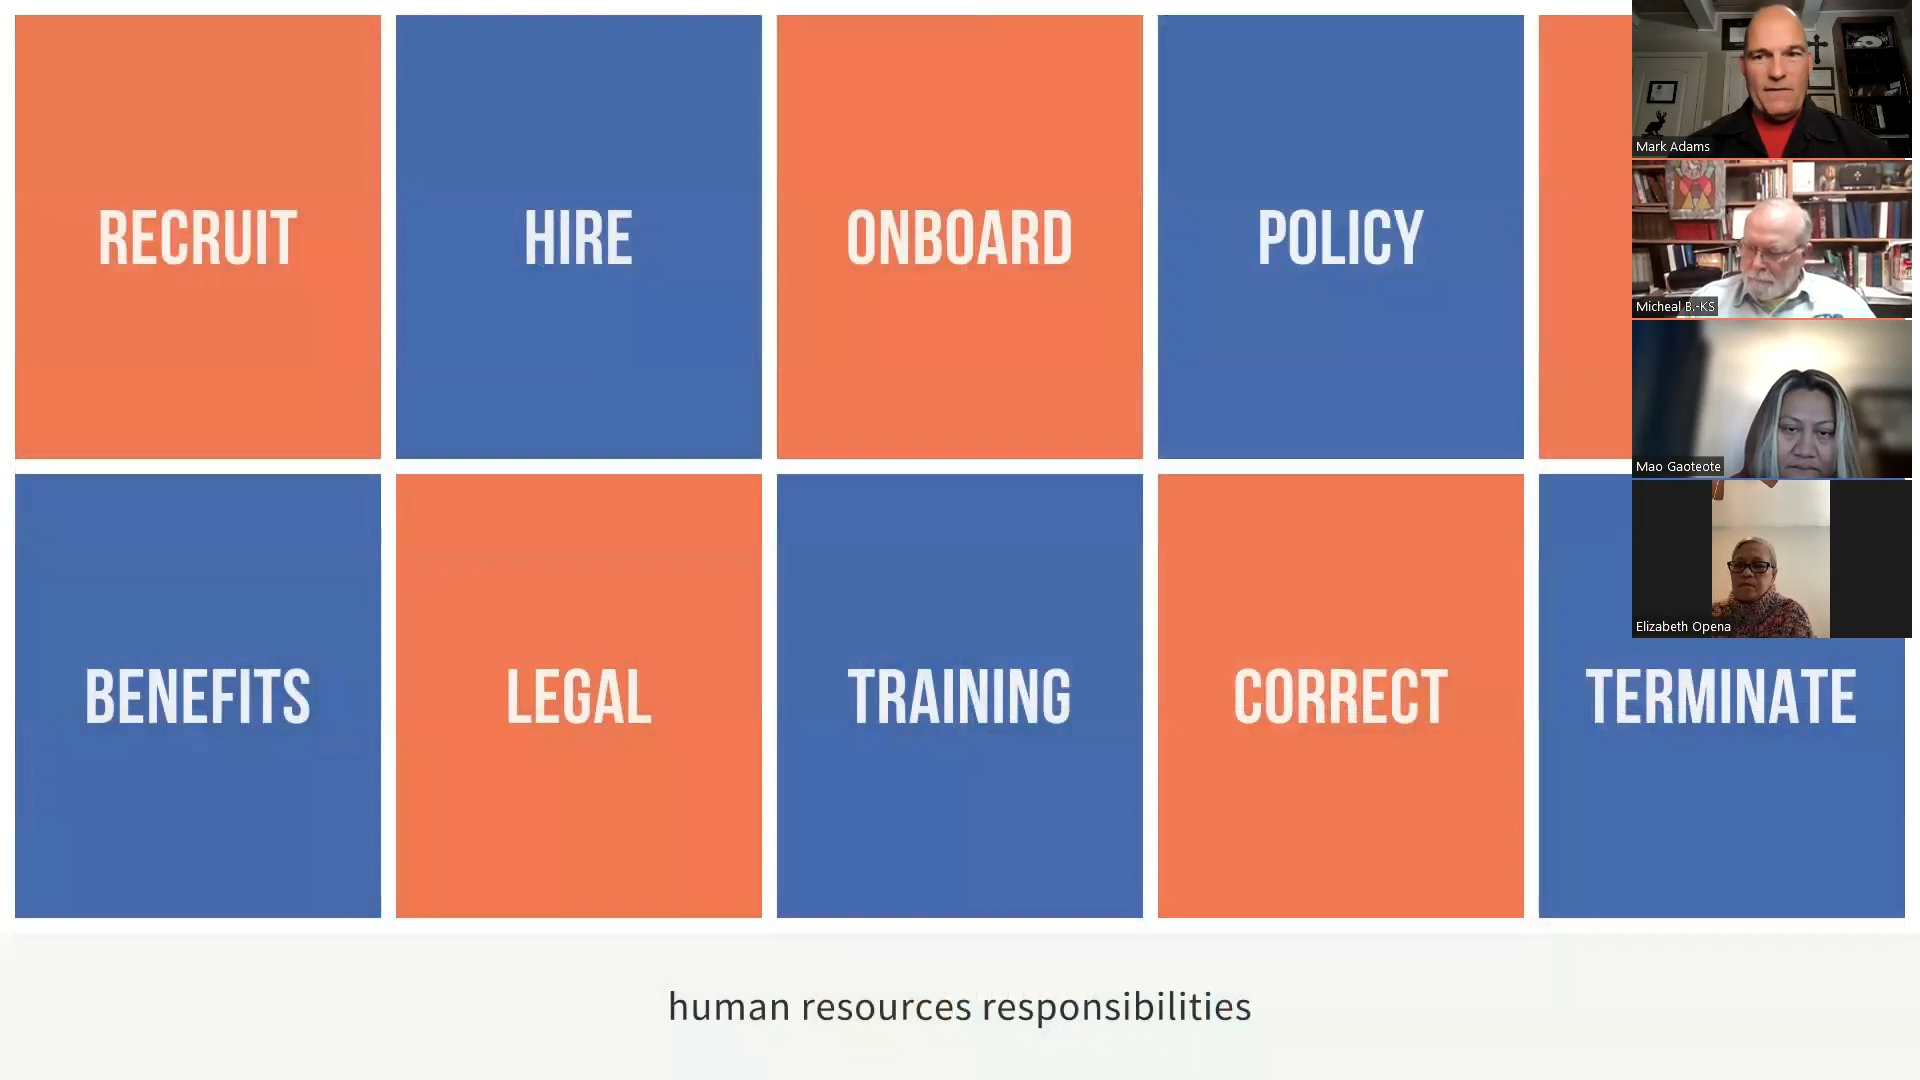 RECRUIT
HIRE
ONBOARD
POLICY
BENEFITS
LEGAL
TRAINING
CORRECT
TERMINATE
human resources responsibilities
Mark Adams
Micheal B.-KS
Mao Gaoteote
Elizabeth Opena